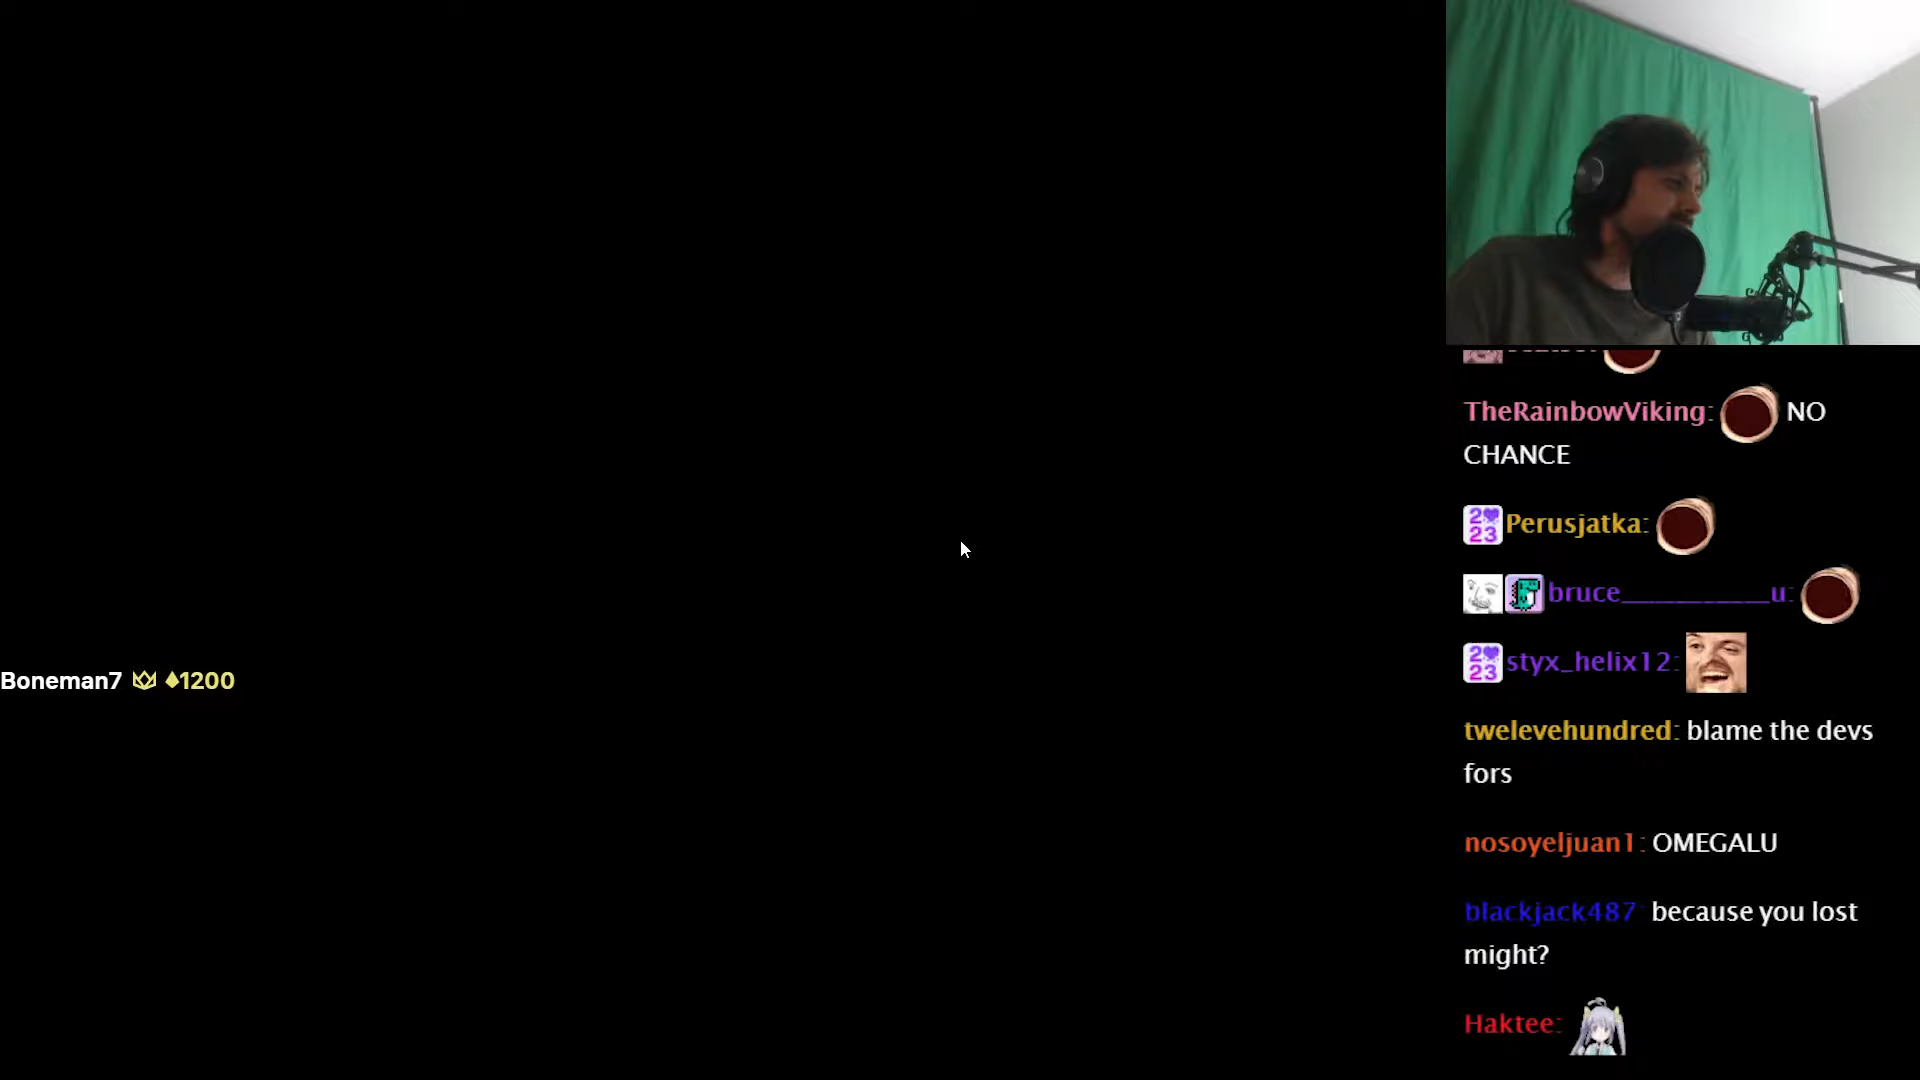 TheRainbowViking: NO
CHANCE
Perusjatka:
bruce___________u:
styx_helix12:
Boneman7 1200
twelevehundred: blame the devs
fors
nosoyeljuan1: OMEGALU
blackjack487: because you lost
might?
Haktee: